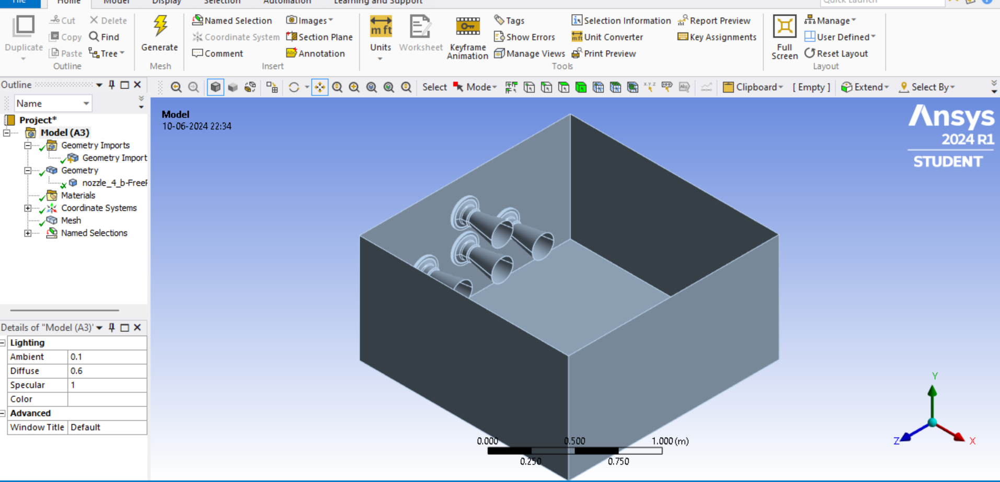 File Home Model Display Selection Automation Learning and Support Quick Launch
Cut Delete Named Selection Images Tags Selection Information Report Preview Manage
Copy Find Coordinate System Section Plane Show Errors Unit Converter Key Assignments User Defined
Duplicate Generate Units Worksheet Keyframe Animation Full Screen
m ft
Paste Tree Comment Annotation Manage Views Print Preview Reset Layout
Outline Mesh Insert Tools Layout
Outline Select Mode Clipboard [ Empty ] Extend Select By
Name
Project*
Model (A3)
Geometry Imports
Geometry Import
Geometry
nozzle_4_b-FreeP
Materials
Coordinate Systems
Mesh
Named Selections
Details of "Model (A3)"
Lighting
Ambient 0.1
Diffuse 0.6
Specular 1
Color
Advanced
Window Title Default
Model
10-06-2024 22:34
Ansys
2024 R1
STUDENT
0.000 0.500 1.000 (m)
0.250 0.750
Y
Z X